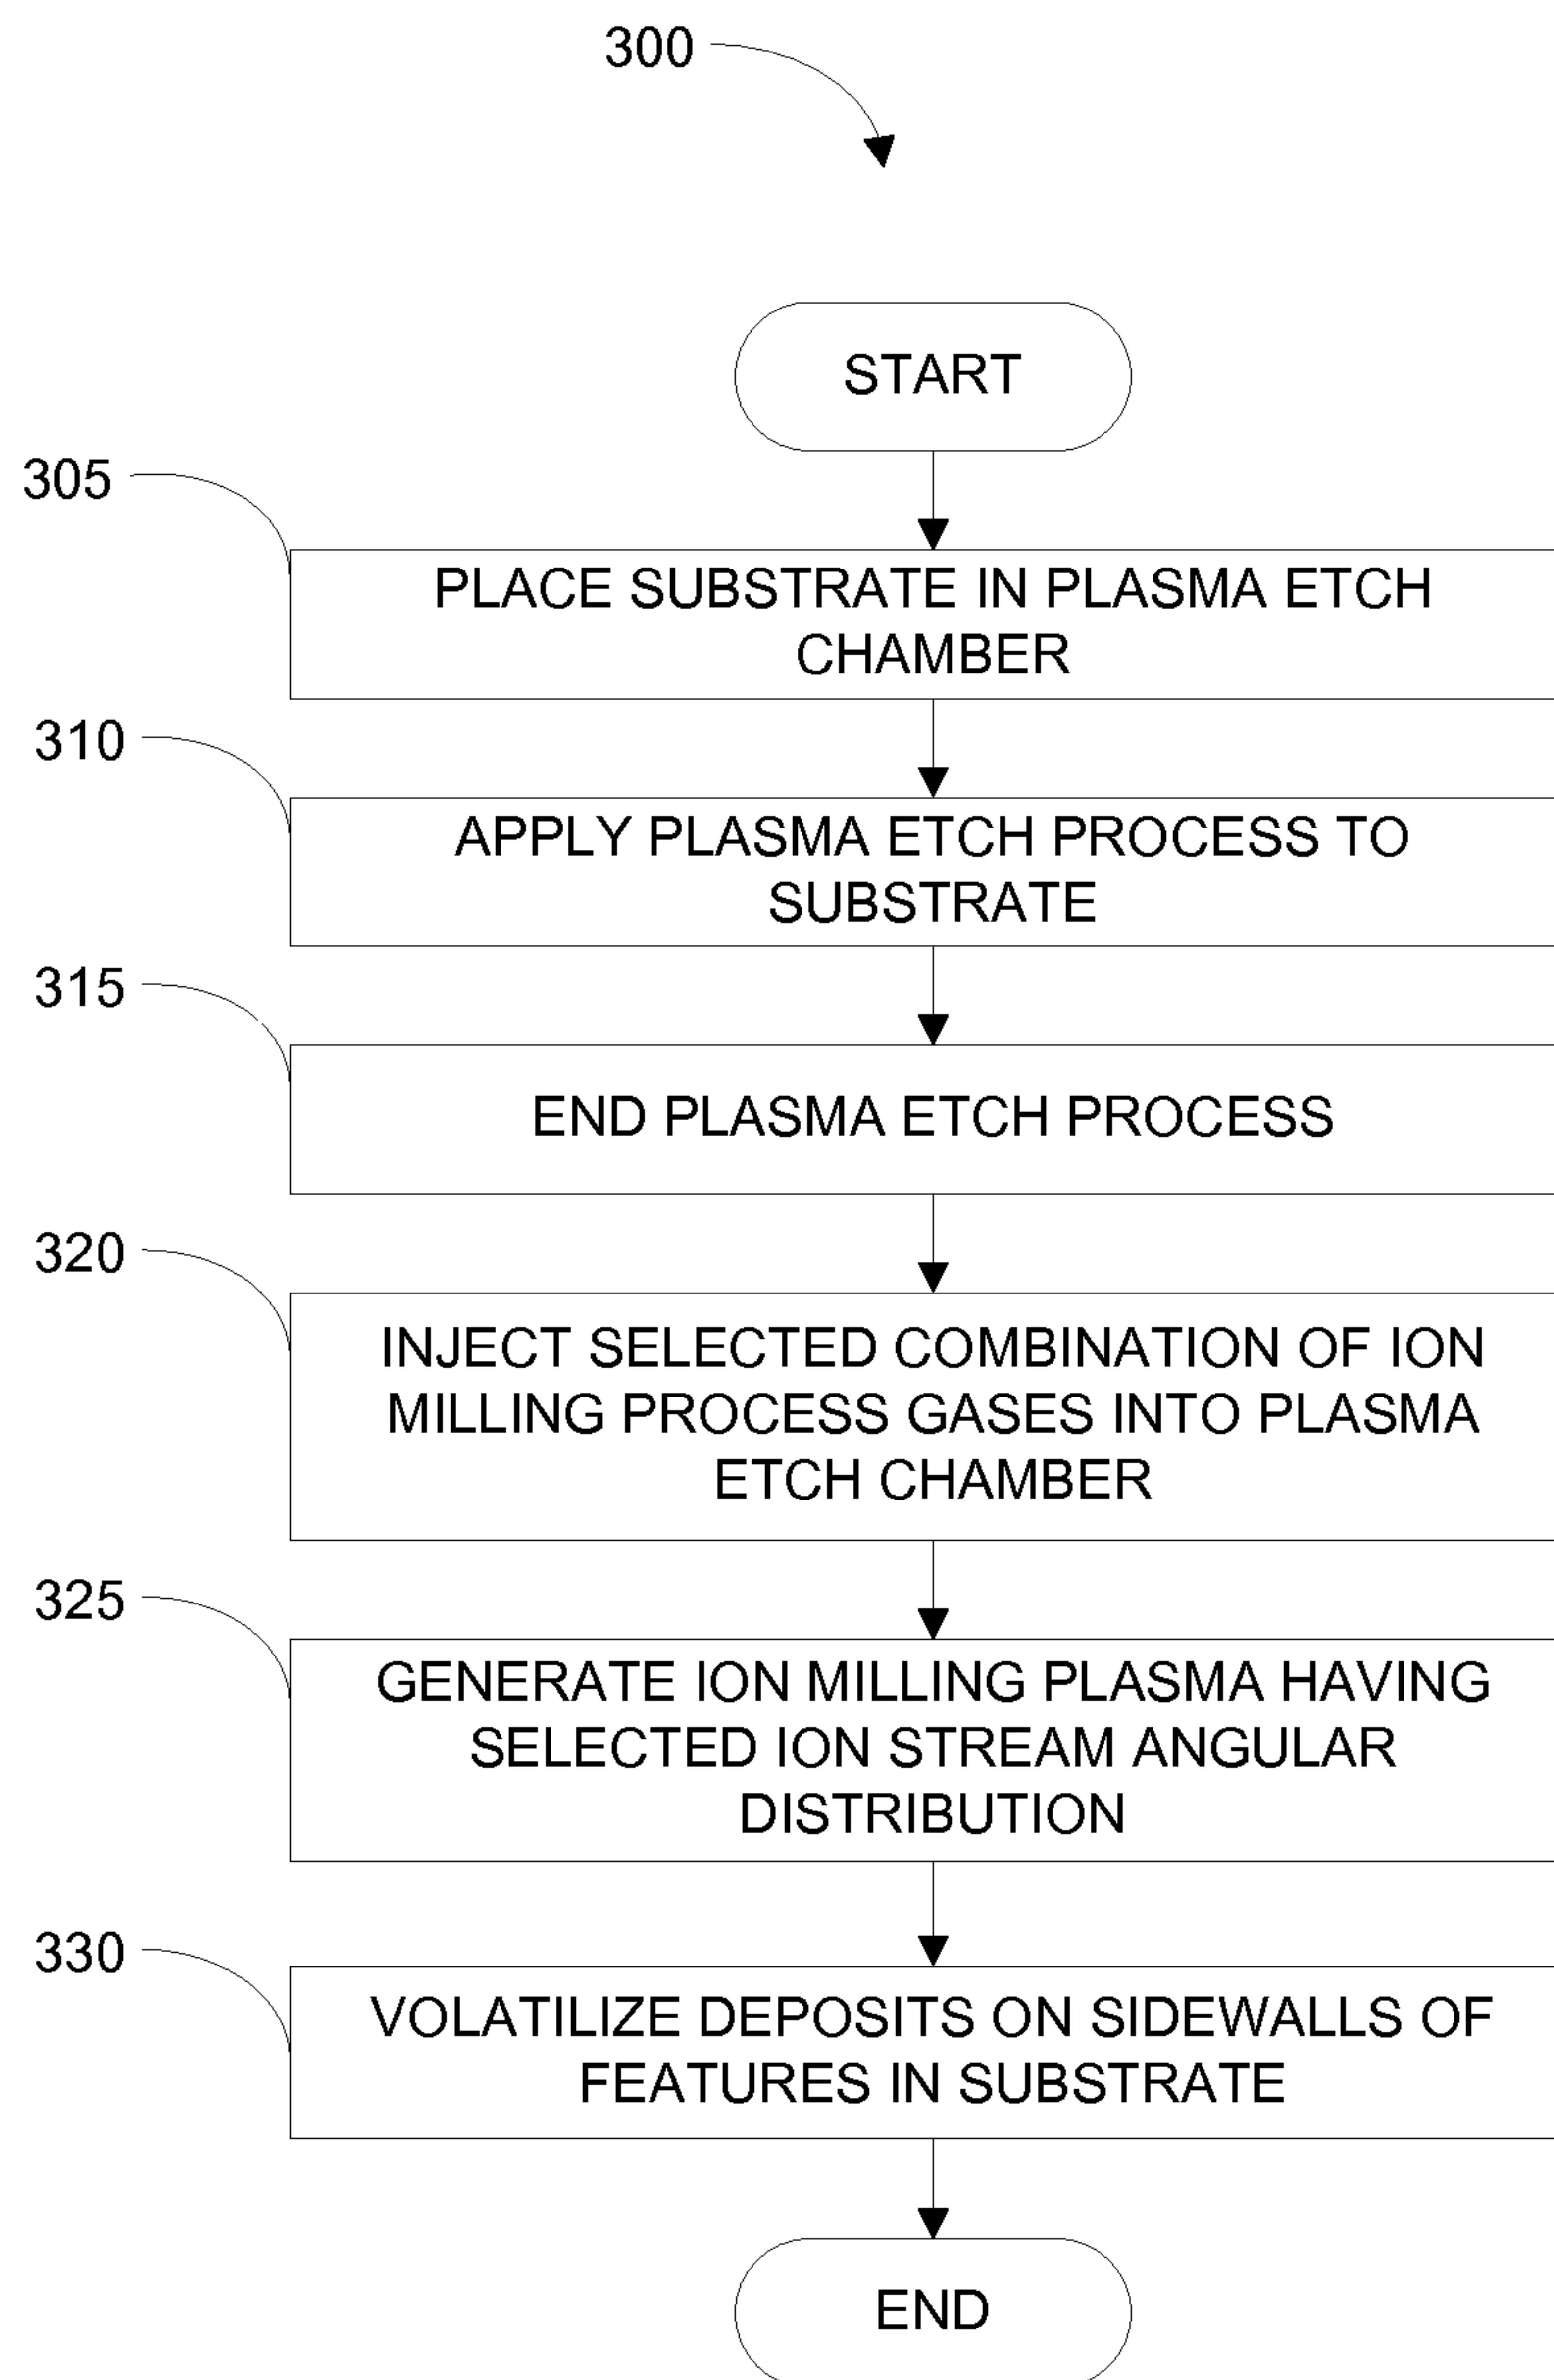 300
START
305
PLACE SUBSTRATE IN PLASMA ETCH
CHAMBER
310
APPLY PLASMA ETCH PROCESS TO
SUBSTRATE
315
END PLASMA ETCH PROCESS
320
INJECT SELECTED COMBINATION OF ION
MILLING PROCESS GASES INTO PLASMA
ETCH CHAMBER
325
GENERATE ION MILLING PLASMA HAVING
SELECTED ION STREAM ANGULAR
DISTRIBUTION
330
VOLATILIZE DEPOSITS ON SIDEWALLS OF
FEATURES IN SUBSTRATE
END